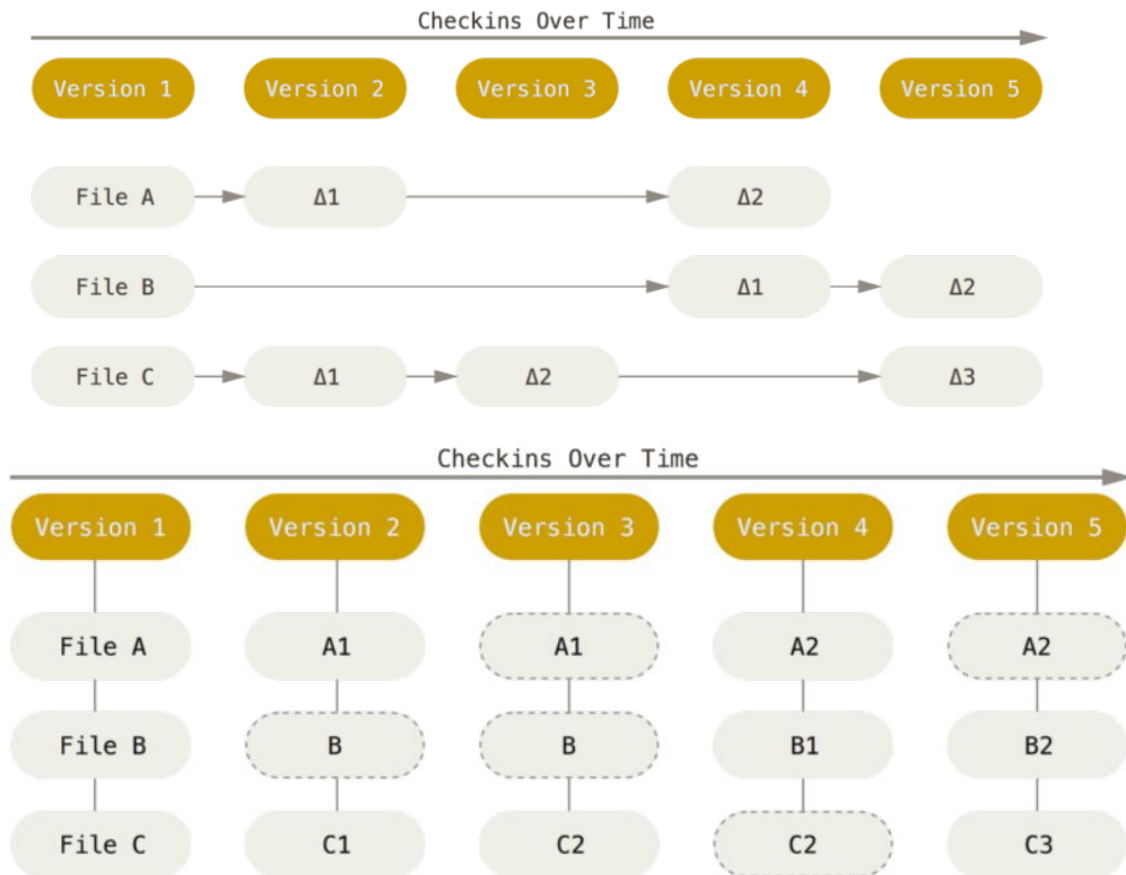 Checkins Over Time
Version 1 Version 2 Version 3 Version 4 Version 5
File A Δ1 Δ2
File B Δ1 Δ2
File C Δ1 Δ2 Δ3
Checkins Over Time
Version 1 Version 2 Version 3 Version 4 Version 5
File A A1 A1 A2 A2
File B B B B1 B2
File C C1 C2 C2 C3